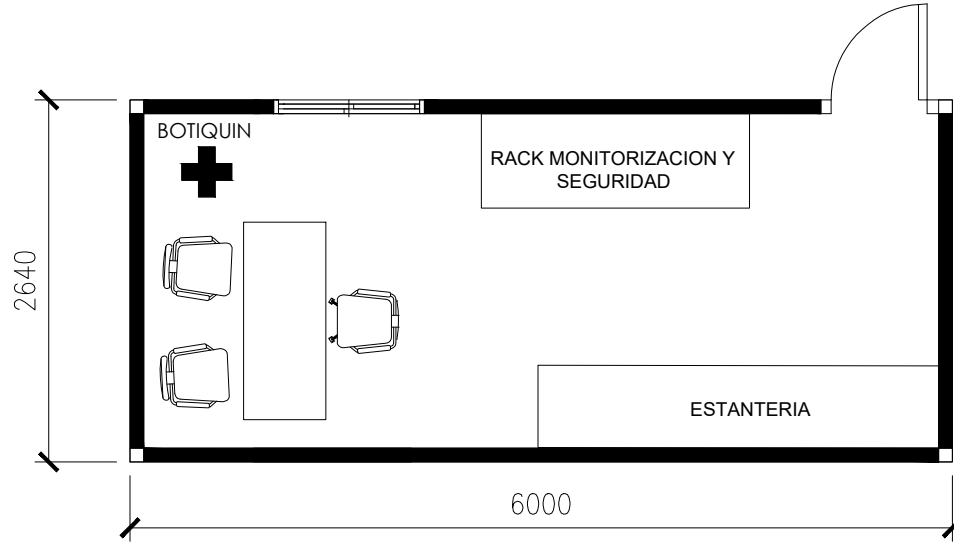 BOTIQUIN
RACK MONITORIZACION Y
SEGURIDAD
2640
ESTANTERIA
6000